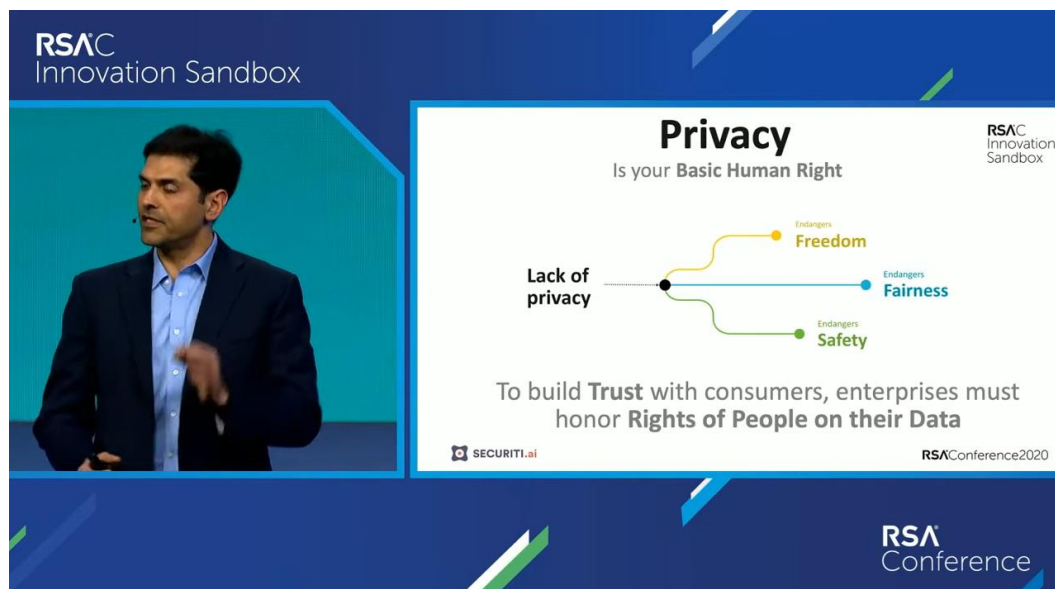 RSAC
Innovation Sandbox
Privacy
Is your Basic Human Right
RSAC
Innovation
Sandbox
Lack of
privacy
Endangers
Freedom
Endangers
Fairness
Endangers
Safety
To build Trust with consumers, enterprises must
honor Rights of People on their Data
SECURITI.ai
RSAConference2020
RSA
Conference